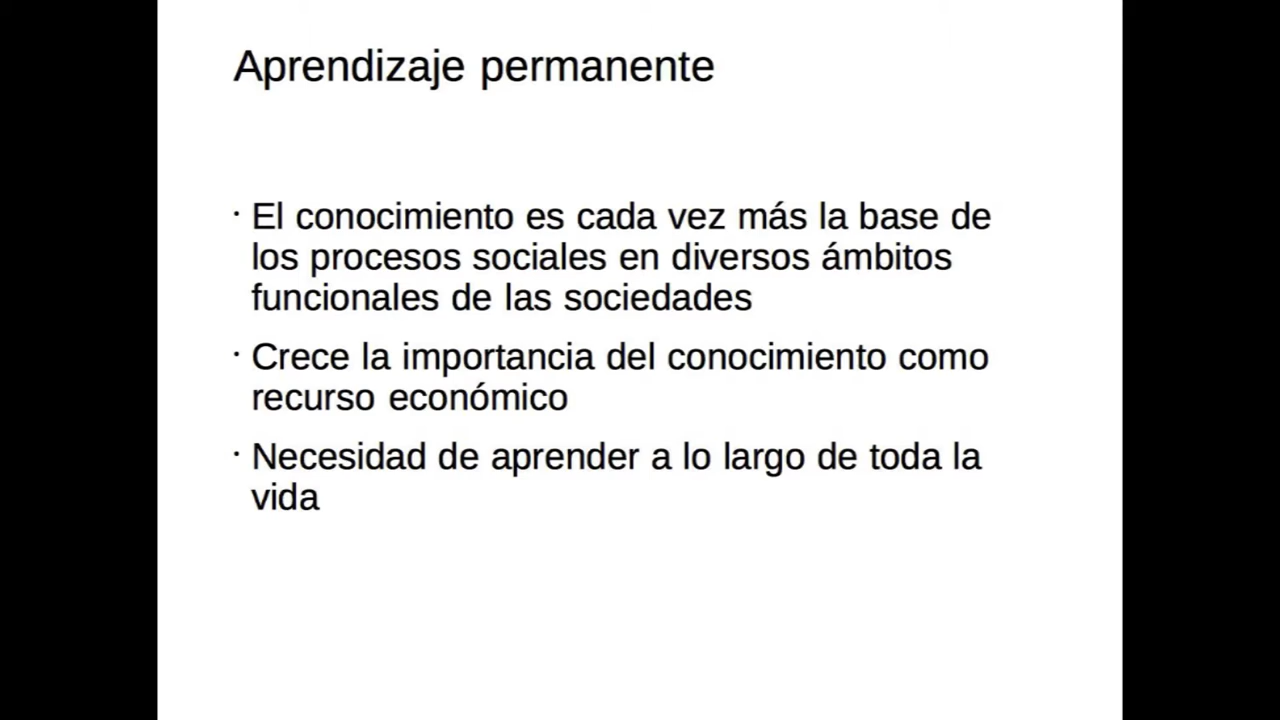 Aprendizaje permanente
· El conocimiento es cada vez más la base de
los procesos sociales en diversos ámbitos
funcionales de las sociedades
· Crece la importancia del conocimiento como
recurso económico
· Necesidad de aprender a lo largo de toda la
vida